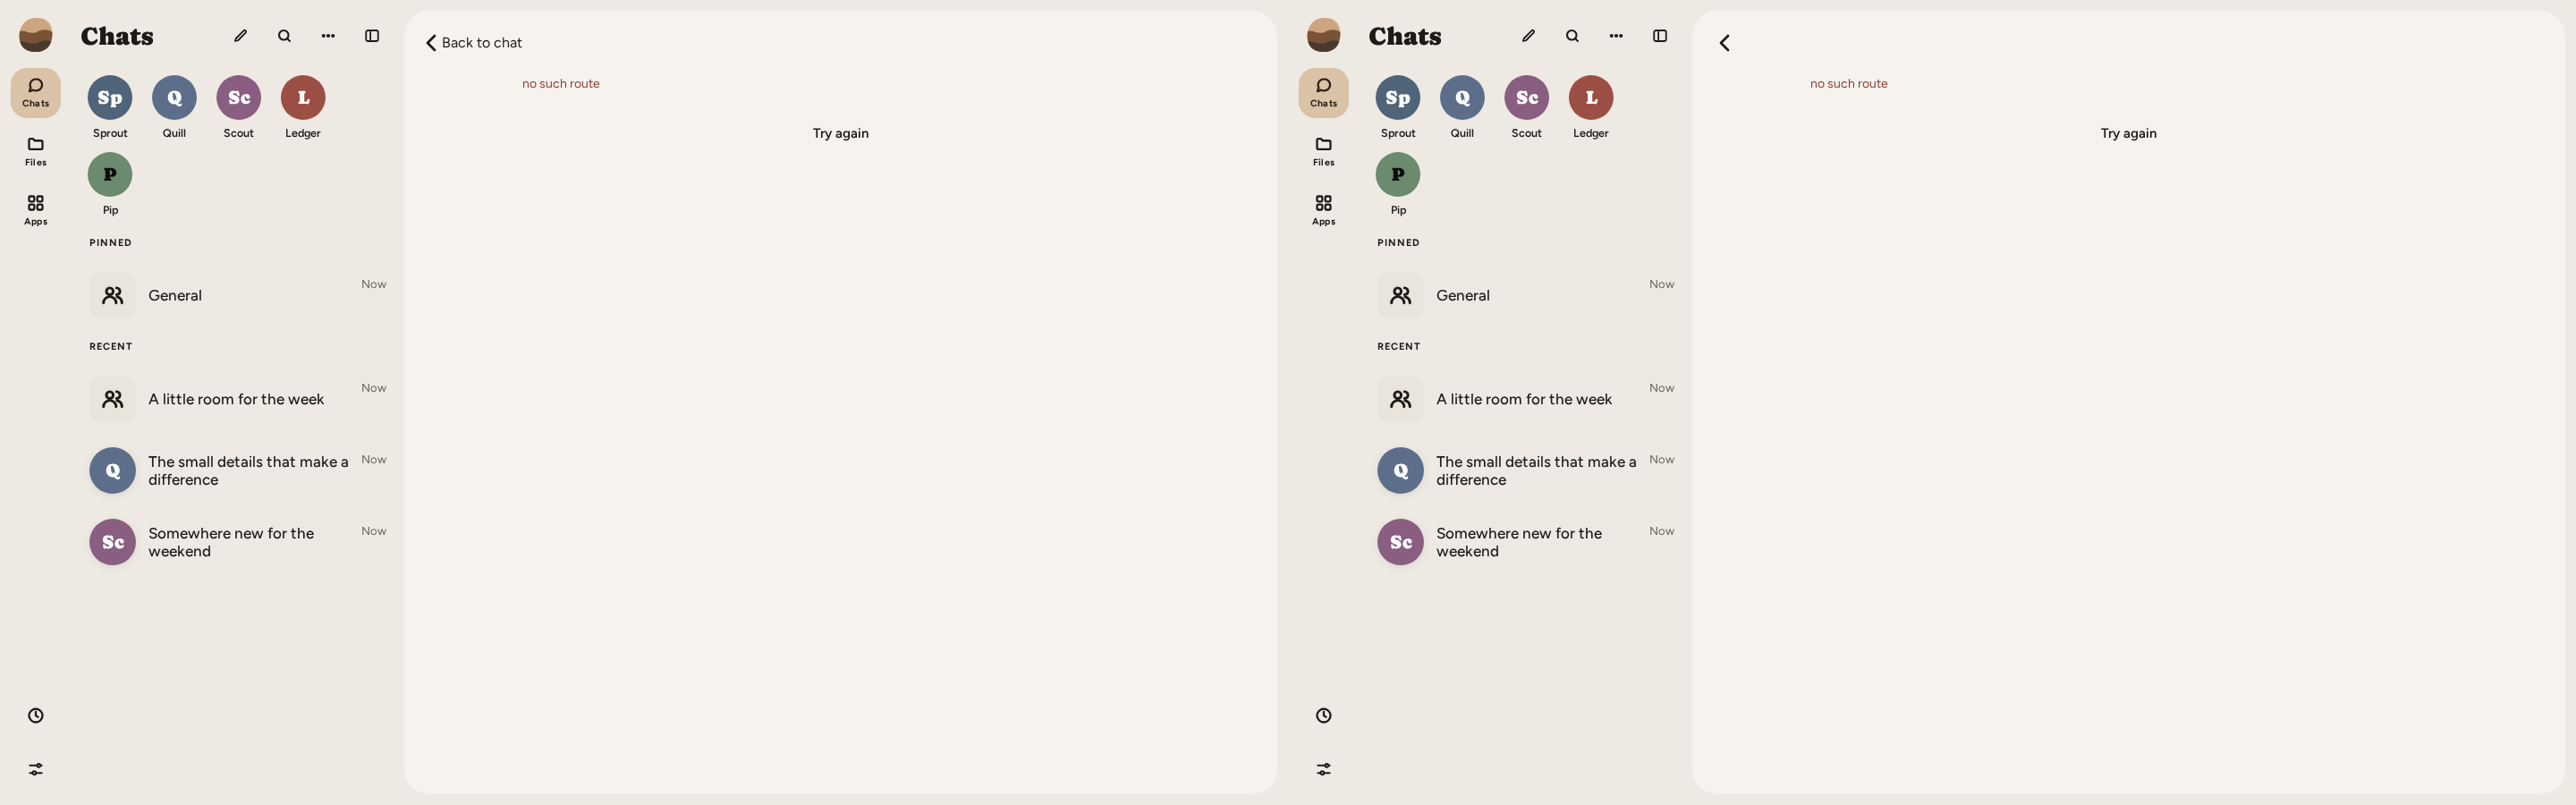 Chats
Chats
Files
Apps
Sp
Q
Sc
L
Sprout
Quill
Scout
Ledger
P
Pip
PINNED
General
Now
RECENT
A little room for the week
Now
Q
The small details that make a
difference
Now
Sc
Somewhere new for the
weekend
Now
Back to chat
no such route
Try again
Chats
Chats
Files
Apps
Sp
Q
Sc
L
Sprout
Quill
Scout
Ledger
P
Pip
PINNED
General
Now
RECENT
A little room for the week
Now
Q
The small details that make a
difference
Now
Sc
Somewhere new for the
weekend
Now
no such route
Try again